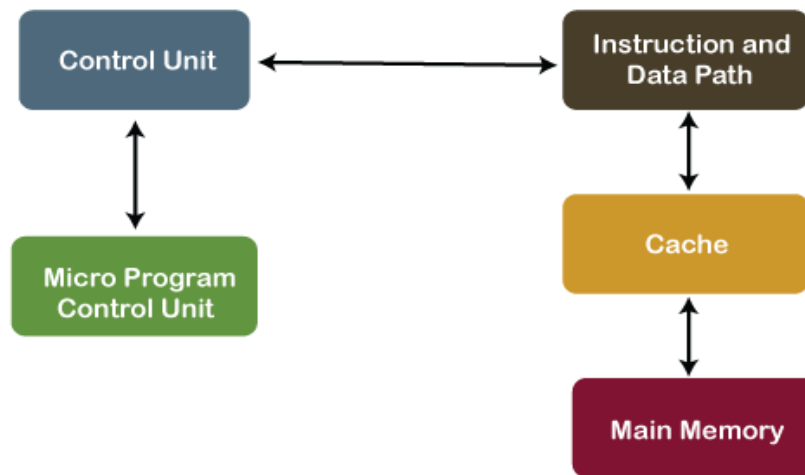 Control Unit
Instruction and
Data Path
Micro Program
Control Unit
Cache
Main Memory